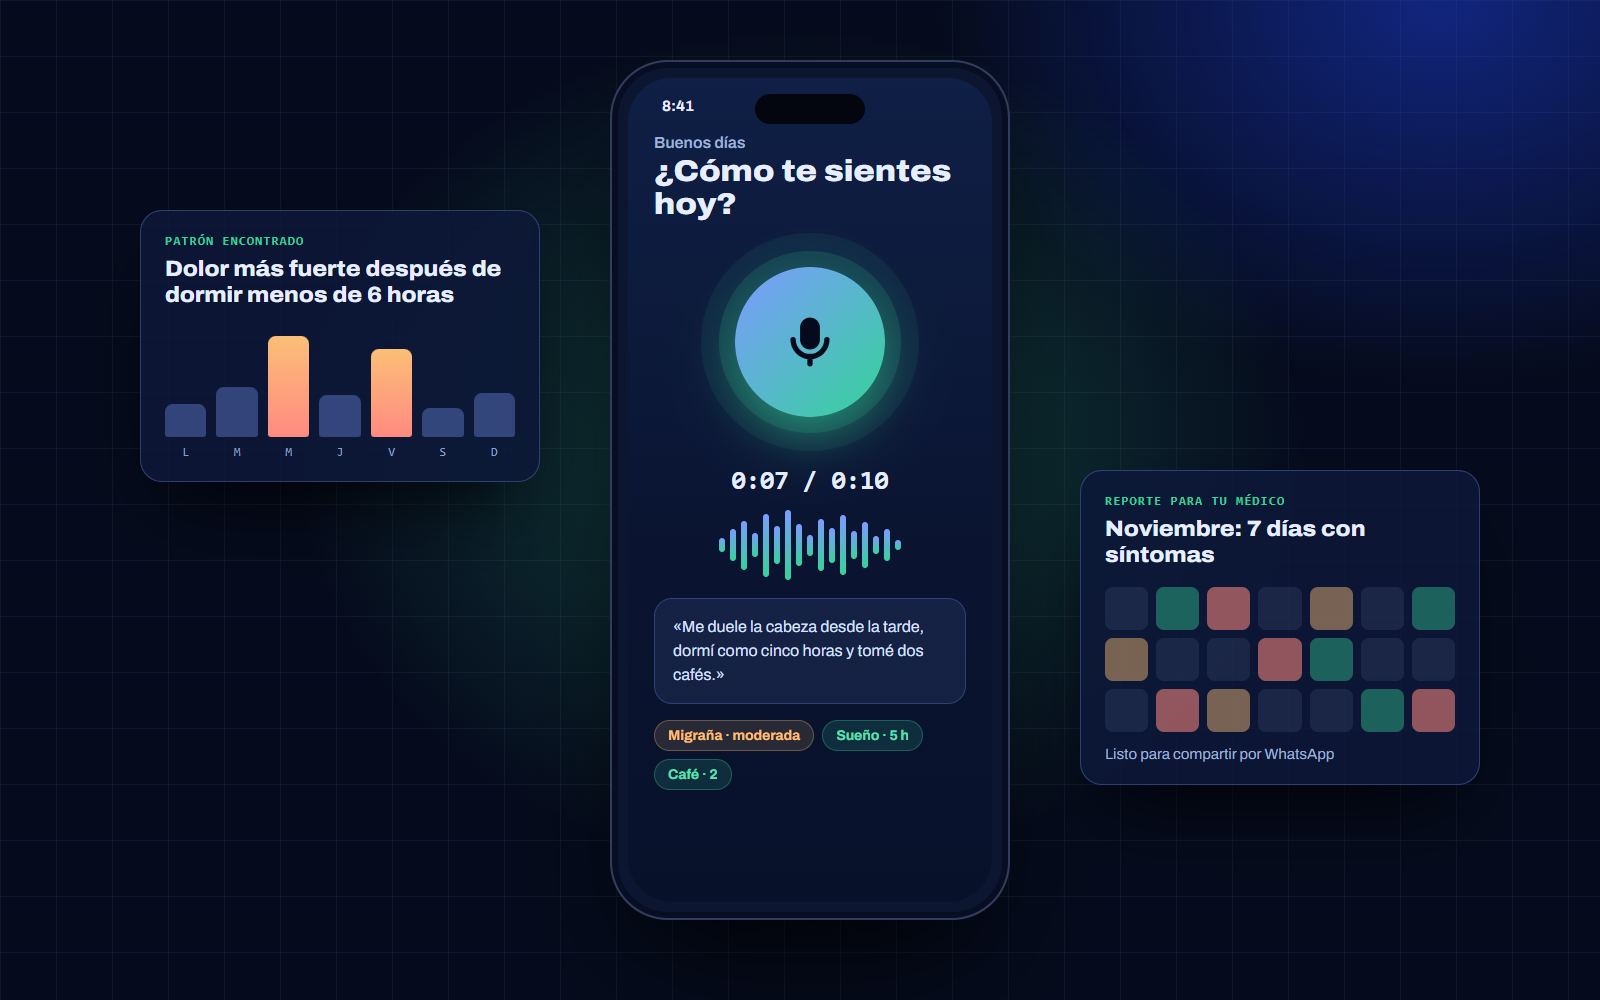 8:41
Buenos días
¿Cómo te sientes
hoy?
0:07 / 0:10
«Me duele la cabeza desde la tarde,
dormí como cinco horas y tomé dos
cafés.»
Migraña · moderada
Sueño · 5 h
Café · 2
PATRÓN ENCONTRADO
Dolor más fuerte después de
dormir menos de 6 horas
L M M J V S D
REPORTE PARA TU MÉDICO
Noviembre: 7 días con
síntomas
Listo para compartir por WhatsApp